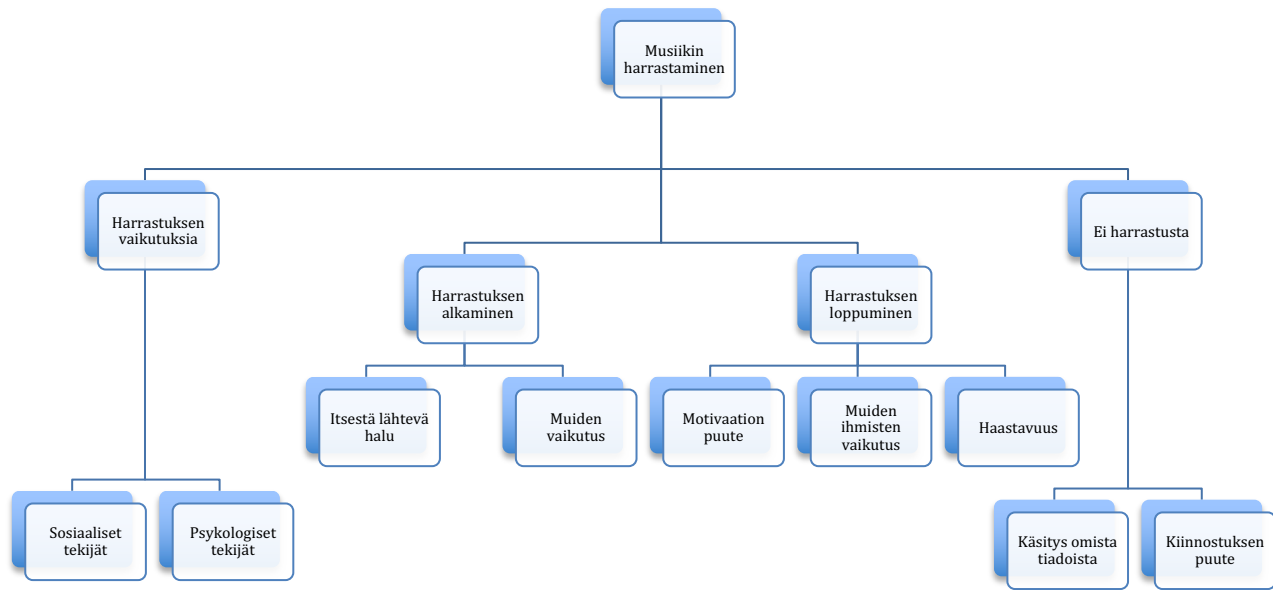 Musiikin
harrastaminen
Harrastuksen
vaikutuksia
Ei harrastusta
Harrastuksen
alkaminen
Harrastuksen
loppuminen
Itsestä lähtevä
halu
Muiden
vaikutus
Motivaation
puute
Muiden
ihmisten
vaikutus
Haastavuus
Sosiaaliset
tekijät
Psykologiset
tekijät
Käsitys omista
tiadoista
Kiinnostuksen
puute